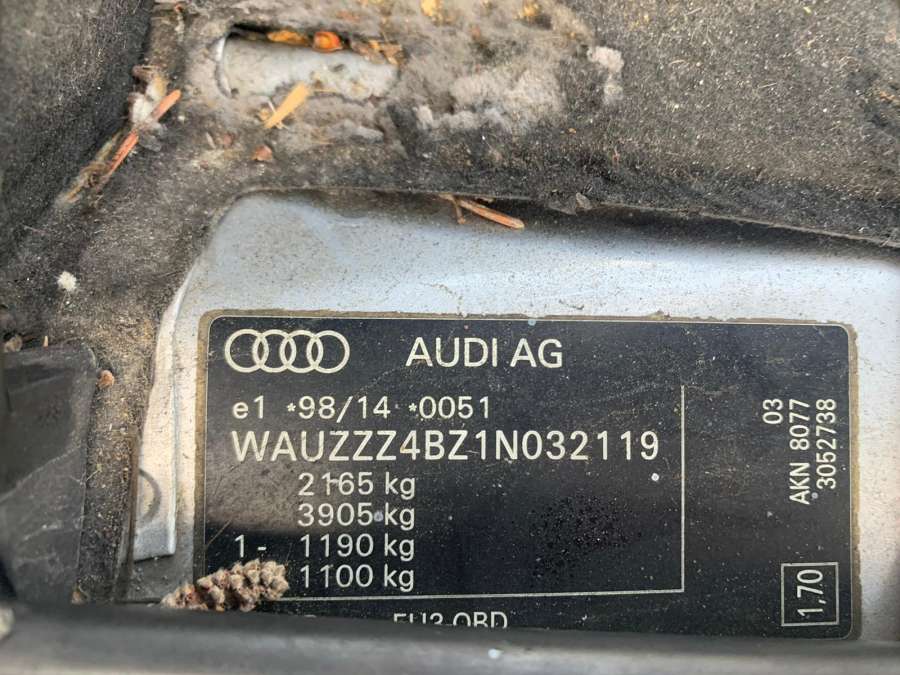 AUDI AG
e1 *98/14 *0051
WAUZZZ4BZ1N032119
2165 kg
3905 kg
1 - 1190 kg
1100 kg
03
AKN 8077
3052738
1,70
OBD